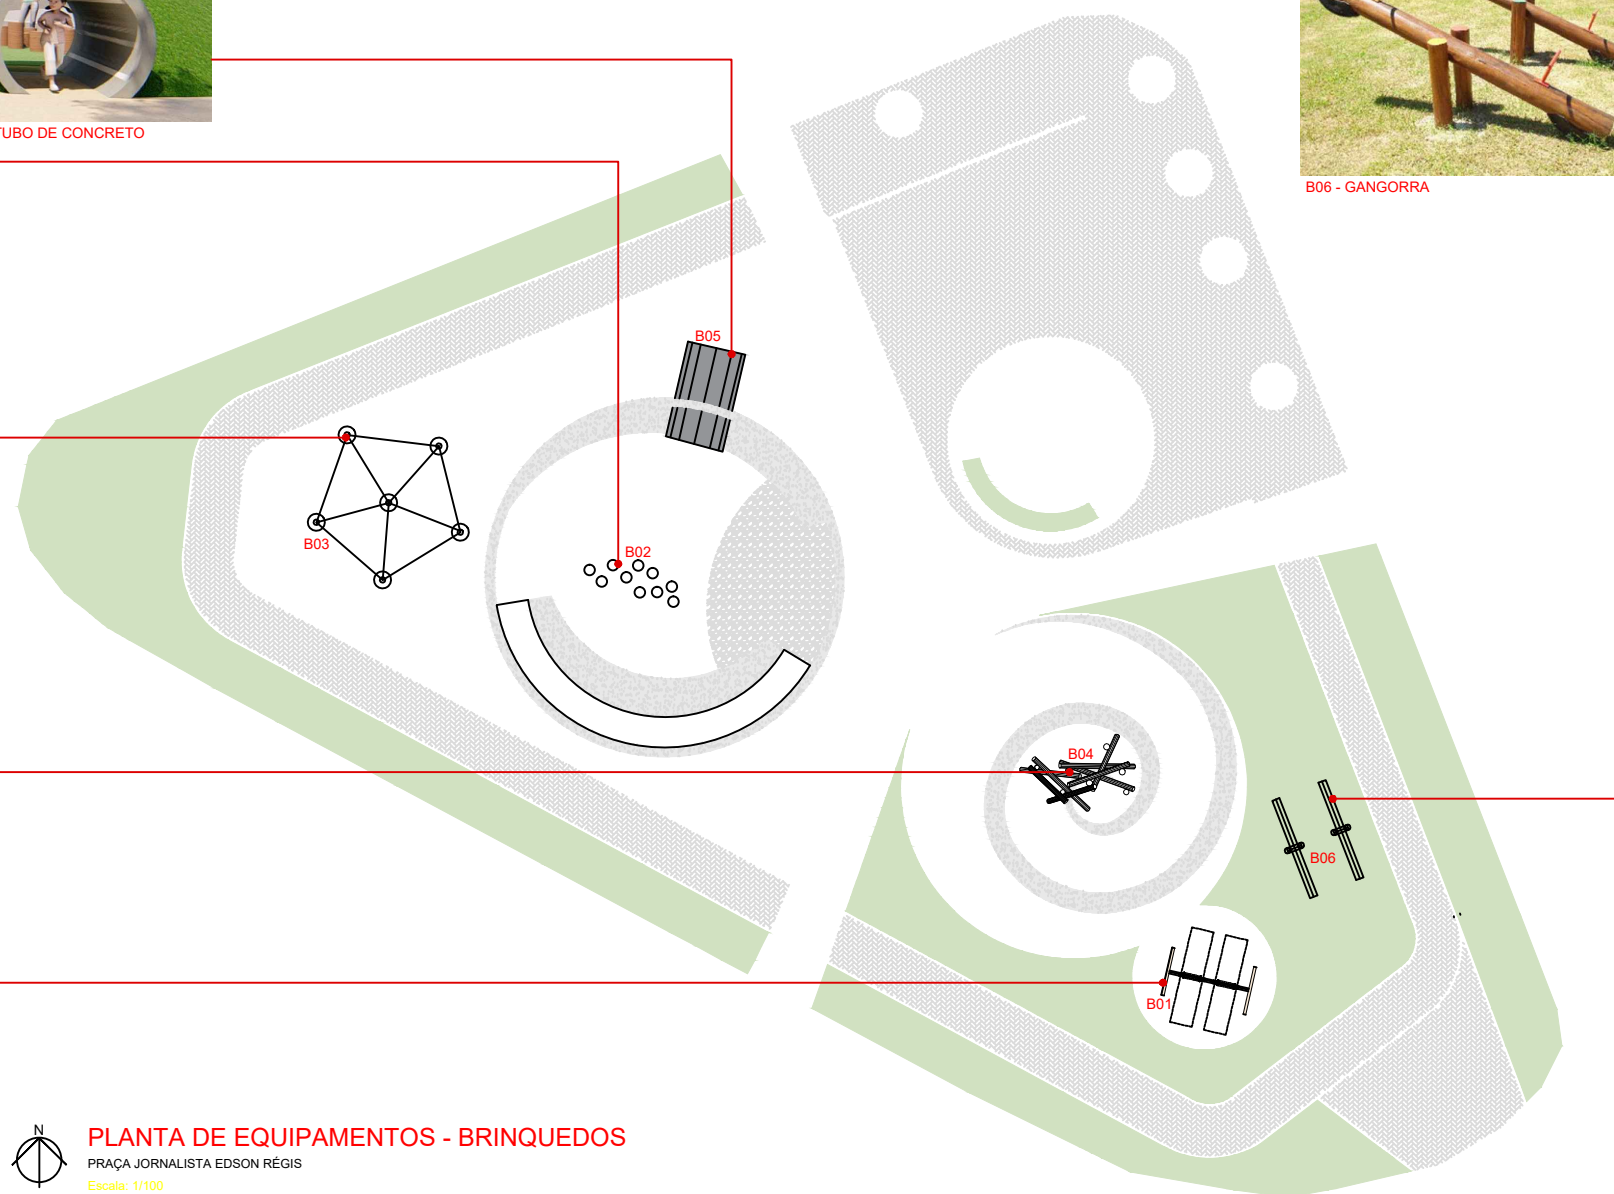 TUBO DE CONCRETO
B06 - GANGORRA
B05
B03
B02
B04
B06
B01
N
PLANTA DE EQUIPAMENTOS - BRINQUEDOS
PRAÇA JORNALISTA EDSON RÉGIS
Escala: 1/100